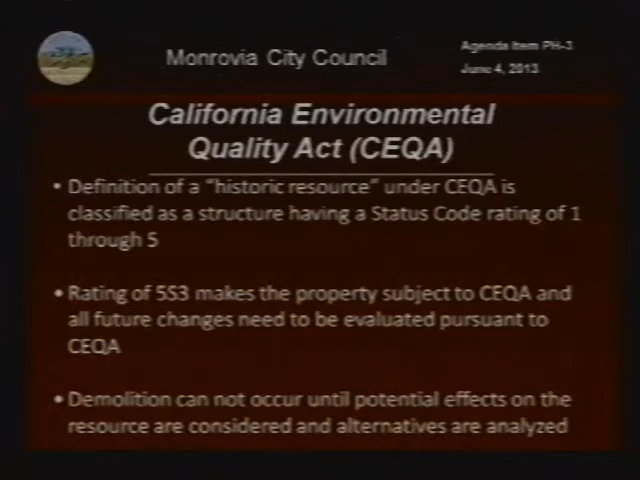 Monrovia City Council
Agenda Item PH-3
June 4, 2013
California Environmental
Quality Act (CEQA)
• Definition of a "historic resource" under CEQA is
classified as a structure having a Status Code rating of 1
through 5
• Rating of 5S3 makes the property subject to CEQA and
all future changes need to be evaluated pursuant to
CEQA
• Demolition can not occur until potential effects on the
resource are considered and alternatives are analyzed